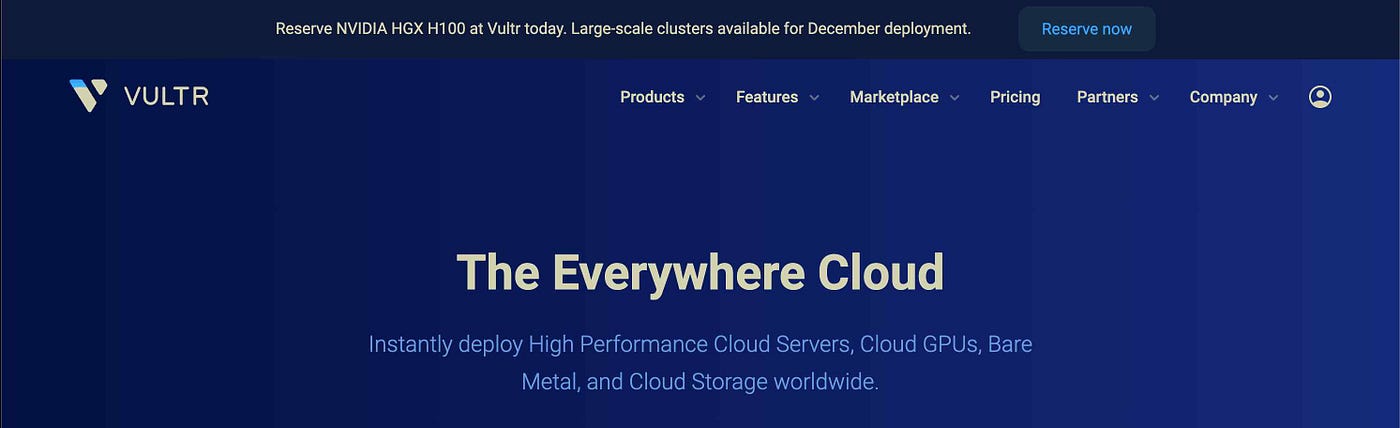 Reserve NVIDIA HGX H100 at Vultr today. Large-scale clusters available for December deployment. Reserve now
VULTR Products Features Marketplace Pricing Partners Company
The Everywhere Cloud
Instantly deploy High Performance Cloud Servers, Cloud GPUs, Bare
Metal, and Cloud Storage worldwide.